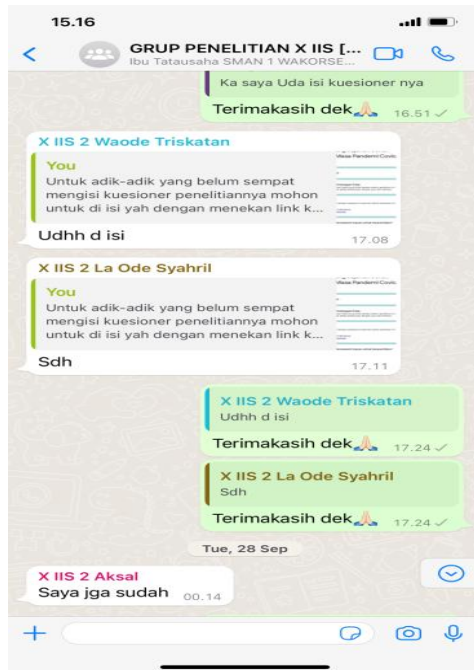 15.16
GRUP PENELITIAN X IIS [...
Ibu Tatausaha SMAN 1 WAKORSE...
Ka saya Uda isi kuesioner nya
Terimakasih dek🙏🏻 16.51
X IIS 2 Waode Triskatan
You
Untuk adik-adik yang belum sempat
mengisi kuesioner penelitiannya mohon
untuk di isi yah dengan menekan link k...
Udhh d isi 17.08
X IIS 2 La Ode Syahril
You
Untuk adik-adik yang belum sempat
mengisi kuesioner penelitiannya mohon
untuk di isi yah dengan menekan link k...
Sdh 17.11
X IIS 2 Waode Triskatan
Udhh d isi
Terimakasih dek🙏🏻 17.24
X IIS 2 La Ode Syahril
Sdh
Terimakasih dek🙏🏻 17.24
Tue, 28 Sep
X IIS 2 Aksal
Saya jga sudah 00.14